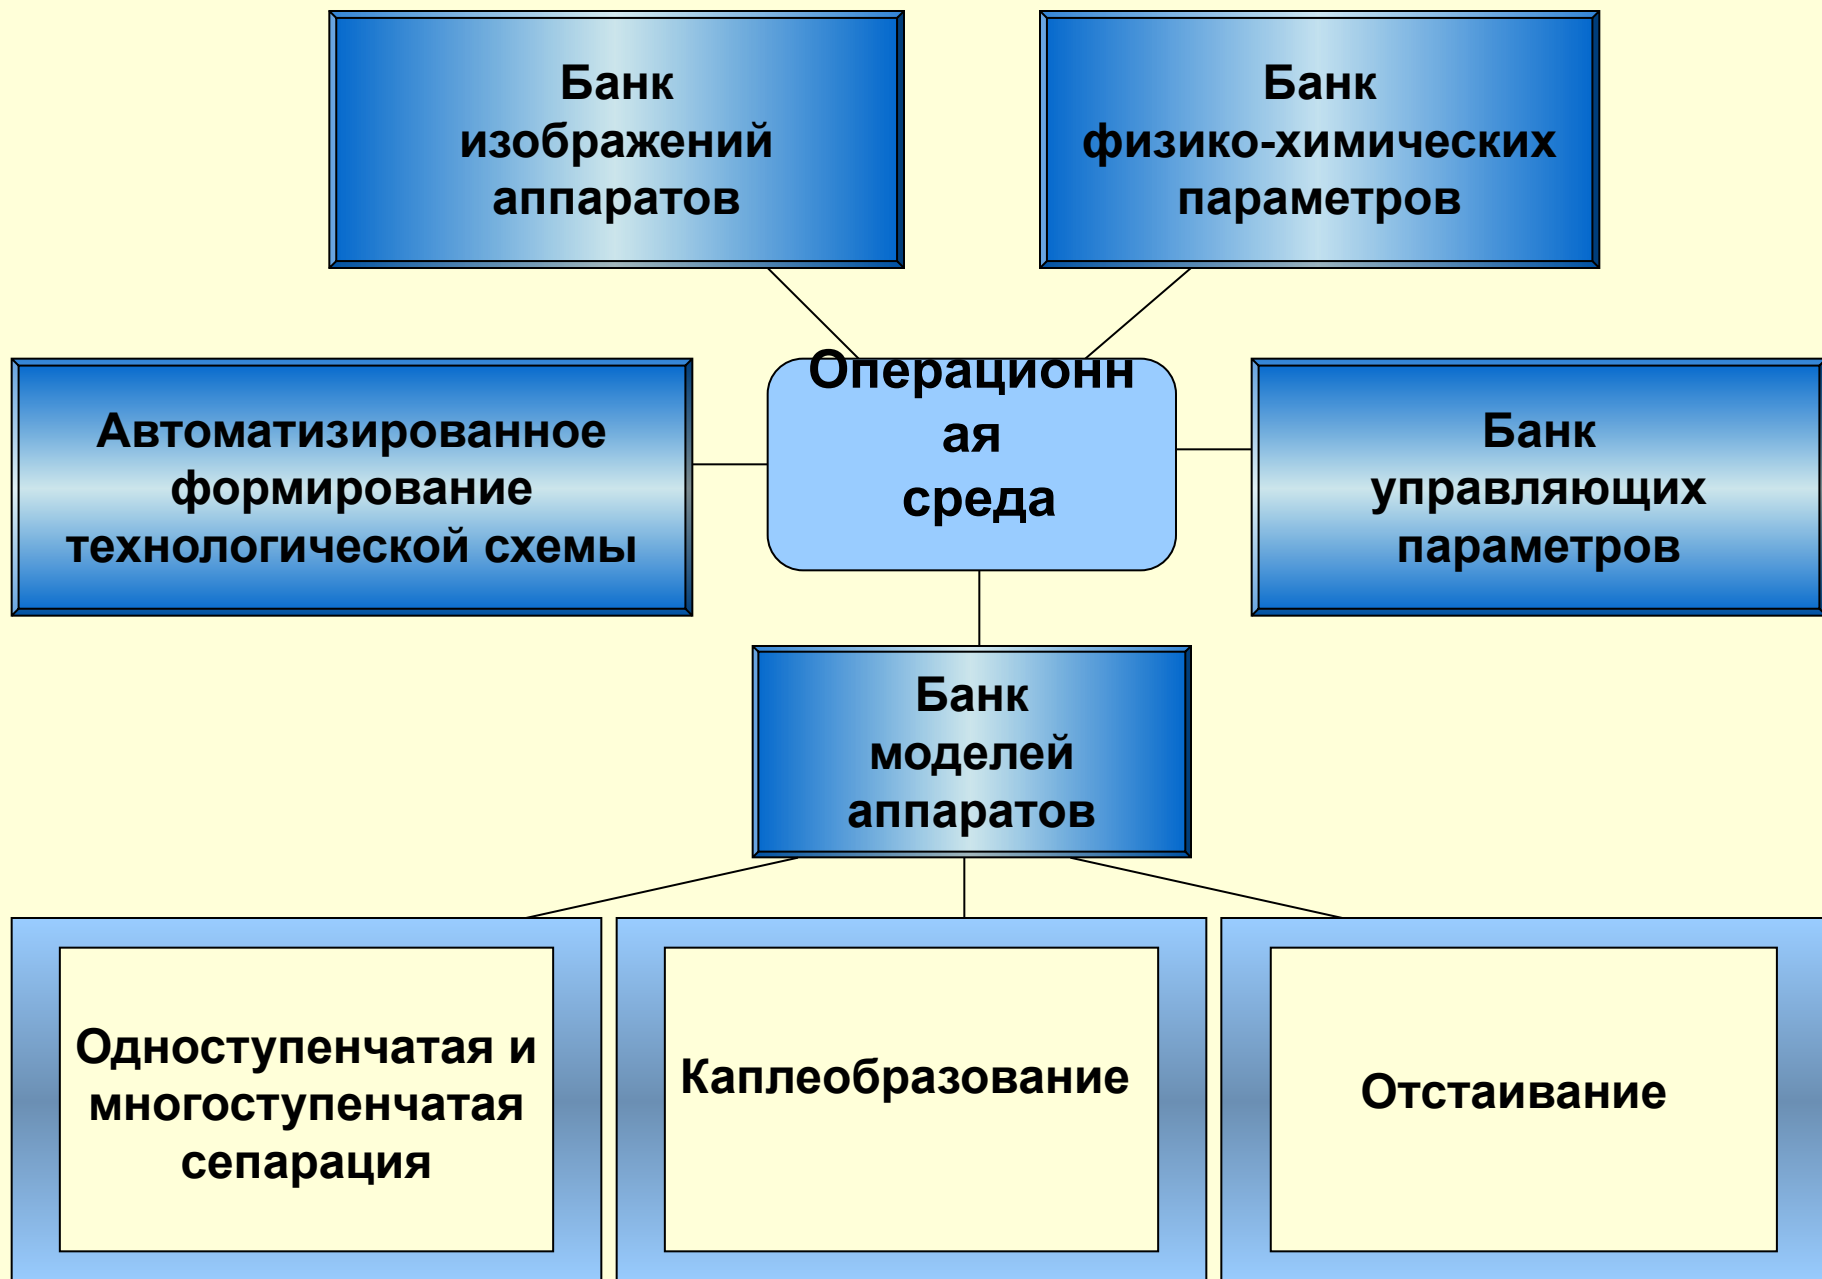 Банк
изображений
аппаратов
Банк
физико-химических
параметров
Автоматизированное
формирование
технологической схемы
Операционн
ая
среда
Банк
управляющих
параметров
Банк
моделей
аппаратов
Одноступенчатая и
многоступенчатая
сепарация
Каплеобразование
Отстаивание